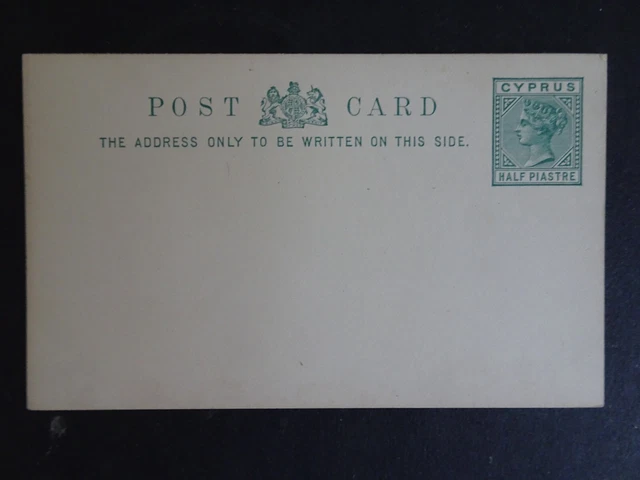 POST CARD
THE ADDRESS ONLY TO BE WRITTEN ON THIS SIDE.
CYPRUS
HALF PIASTRE